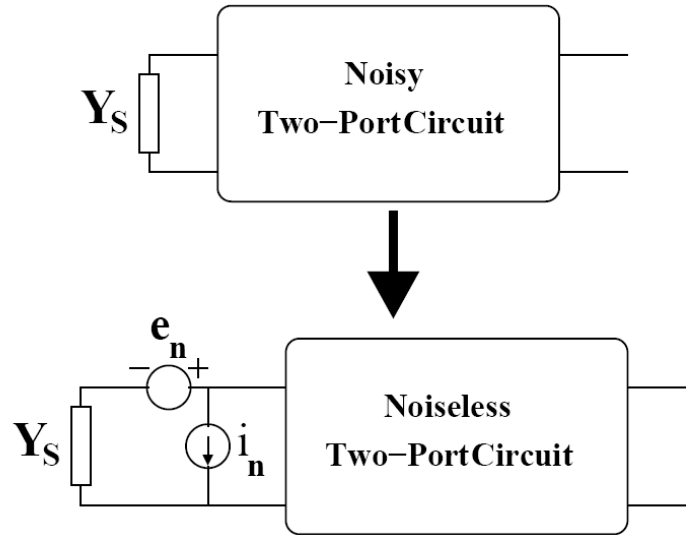 Noisy
Two-PortCircuit
Y_S
e_n
- +
Noiseless
Two-PortCircuit
Y_S
i_n